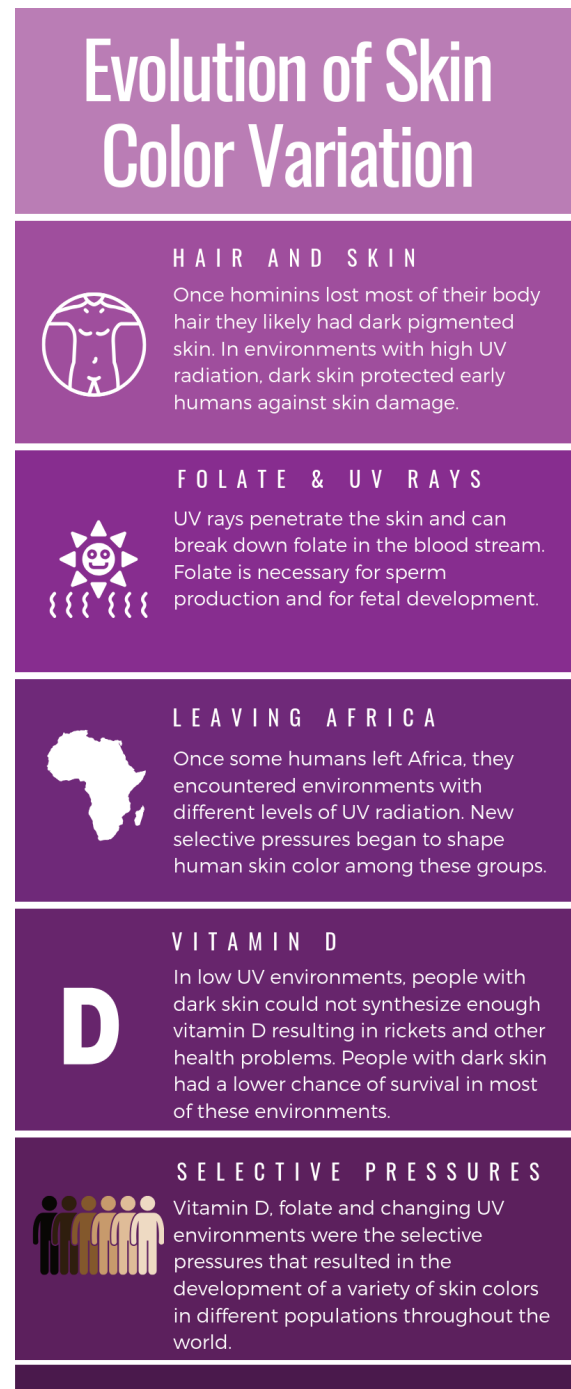 Evolution of Skin
Color Variation
HAIR AND SKIN
Once hominins lost most of their body
hair they likely had dark pigmented
skin. In environments with high UV
radiation, dark skin protected early
humans against skin damage.
FOLATE & UV RAYS
UV rays penetrate the skin and can
break down folate in the blood stream.
Folate is necessary for sperm
production and for fetal development.
LEAVING AFRICA
Once some humans left Africa, they
encountered environments with
different levels of UV radiation. New
selective pressures began to shape
human skin color among these groups.
VITAMIN D
D
In low UV environments, people with
dark skin could not synthesize enough
vitamin D resulting in rickets and other
health problems. People with dark skin
had a lower chance of survival in most
of these environments.
SELECTIVE PRESSURES
Vitamin D, folate and changing UV
environments were the selective
pressures that resulted in the
development of a variety of skin colors
in different populations throughout the
world.